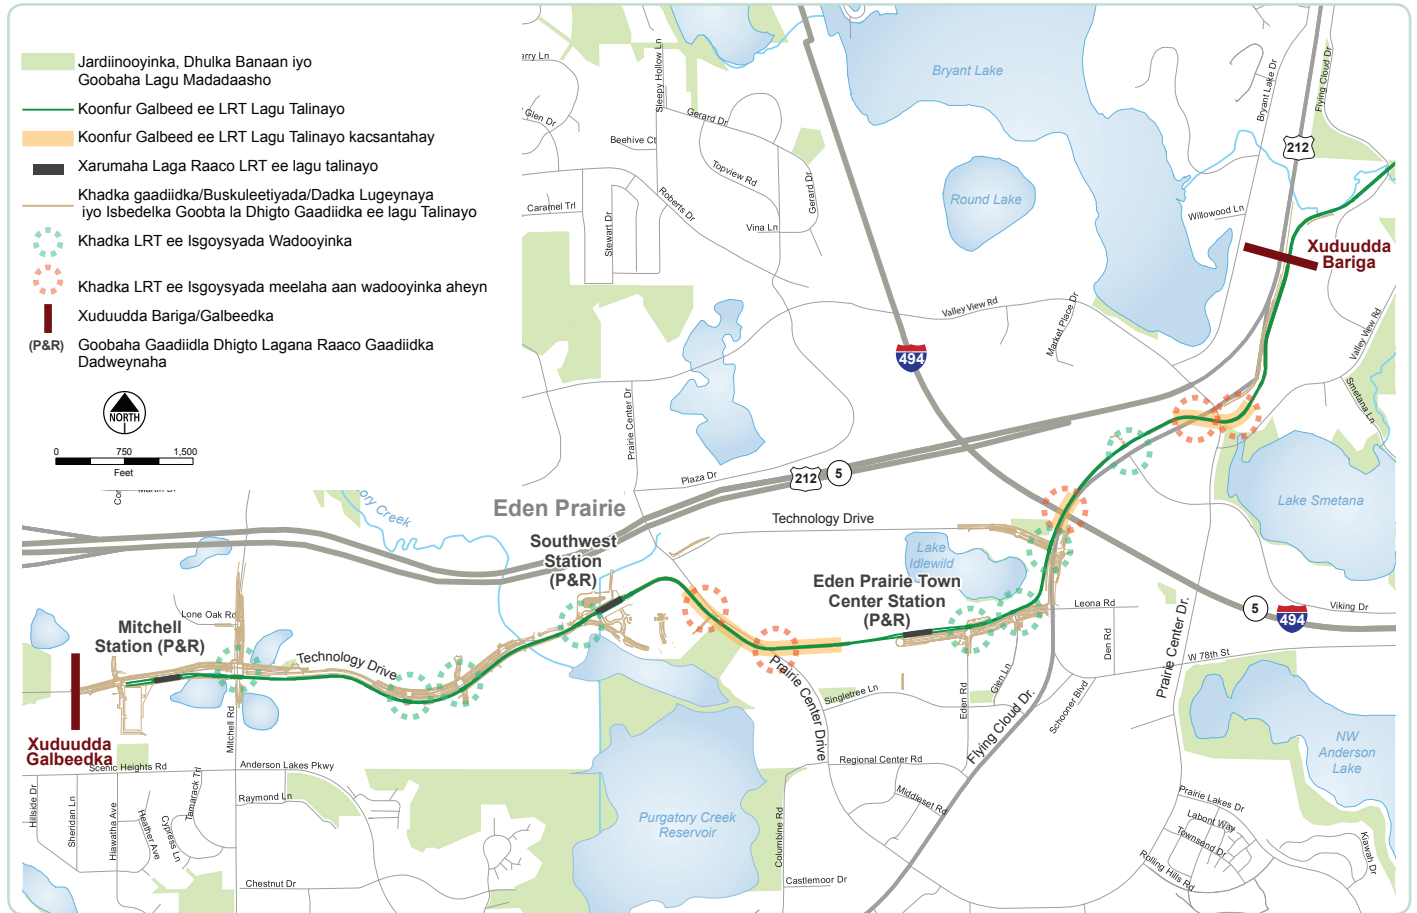 Jardiinooyinka, Dhulka Banaan iyo
Goobaha Lagu Madadaasho
Koonfur Galbeed ee LRT Lagu Talinayo
Koonfur Galbeed ee LRT Lagu Talinayo kacsantahay
Xarumaha Laga Raaco LRT ee lagu talinayo
Khadka gaadiidka/Buskuleetiyada/Dadka Lugeynaya
iyo Isbedelka Goobta la Dhigto Gaadiidka ee lagu Talinayo
Khadka LRT ee Isgoysyada Wadooyinka
Khadka LRT ee Isgoysyada meelaha aan wadooyinka aheyn
Xuduudda Bariga/Galbeedka
(P&R)
Goobaha Gaadiidla Dhigto Lagana Raaco Gaadiidka
Dadweynaha
NORTH
0 750 1,500
Feet
erry Ln
Glen Dr
Sleepy Hollow Ln
Gerard Dr
Beehive Ct
Topview Rd
Gerard Dr
Caramel Trl
Stewart Dr
Roberts Dr
Vina Ln
Bryant Lake
Round Lake
Bryant Lake Dr
Flying Cloud Dr
212
Willowood Ln
Xuduudda
Bariga
Valley View Rd
Market Place Dr
Valley View Rd
Smetana Ln
494
Prairie Center Dr
Plaza Dr
212
5
Lake Smetana
Eden Prairie
Southwest
Station
(P&R)
Technology Drive
Lake
Idlewild
Eden Prairie Town
Center Station
(P&R)
Leona Rd
Den Rd
5
494
Viking Dr
W 78th St
Prairie Center Dr.
Lone Oak Rd
Mitchell
Station (P&R)
Technology Drive
Mitchell Rd
Xuduudda
Galbeedka
Prairie Center Drive
Singletree Ln
Eden Rd
Glen Ln
Flying Cloud Dr.
Schooner Blvd
Regional Center Rd
Middleset Rd
NW
Anderson
Lake
Scenic Heights Rd
Anderson Lakes Pkwy
Raymond Ln
Hillside Dr
Sheridan Ln
Hiawatha Ave
Heather Ave
Cypress Ln
Tamarack Trl
Chestnut Dr
Purgatory Creek
Reservoir
Columbine Rd
Castlemoor Dr
Prairie Lakes Dr
Labont Way
Townsend Dr
Rolling Hills Rd
Kiawah Dr
ory Creek